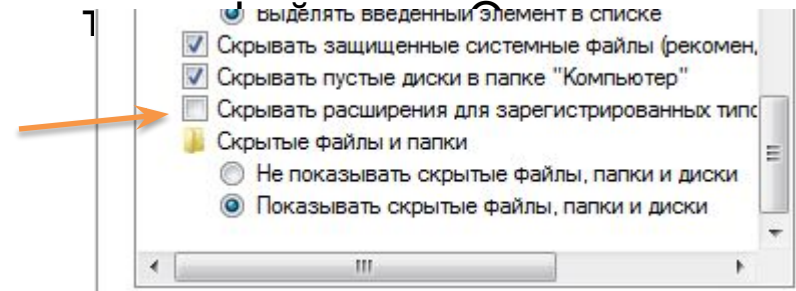 Выделять введенный элемент в списке
Скрывать защищенные системные файлы (рекомен,
Скрывать пустые диски в папке "Компьютер"
Скрывать расширения для зарегистрированных типо
Скрытые файлы и папки
Не показывать скрытые файлы, папки и диски
Показывать скрытые файлы, папки и диски